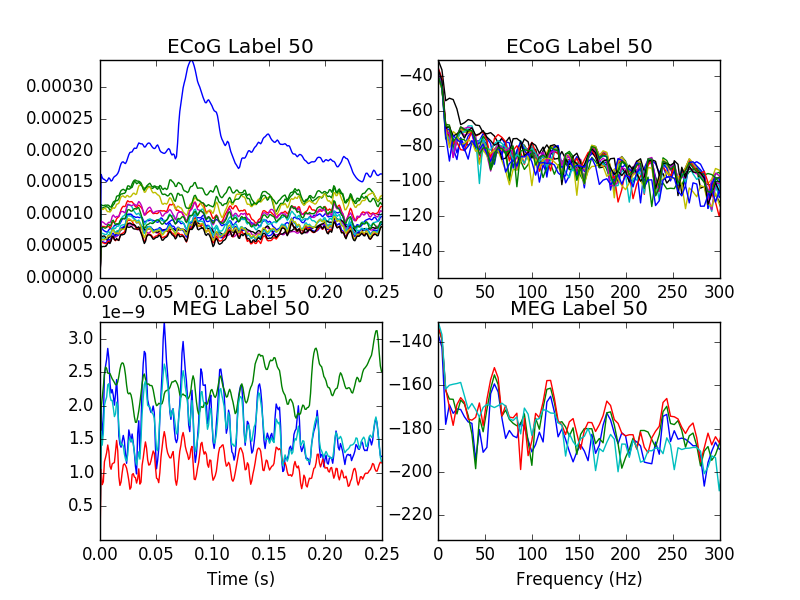 ECoG Label 50
0.00030
0.00025
0.00020
0.00015
0.00010
0.00005
0.00000
0.00 0.05 0.10 0.15 0.20 0.25
ECoG Label 50
−40
−60
−80
−100
−120
−140
0 50 100 150 200 250 300
MEG Label 50
1e−9
3.0
2.5
2.0
1.5
1.0
0.5
0.00 0.05 0.10 0.15 0.20 0.25
Time (s)
MEG Label 50
−140
−160
−180
−200
−220
0 50 100 150 200 250 300
Frequency (Hz)